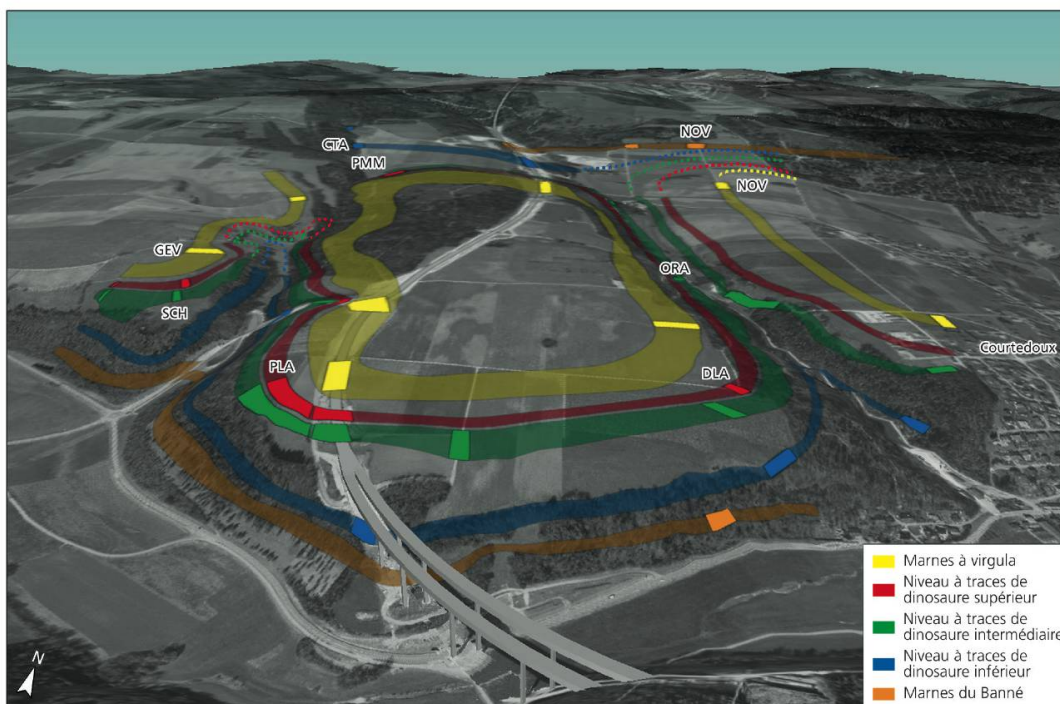 NOV
CTA
PMM
NOV
GEV
ORA
SCH
Courtedoux
PLA
DLA
Marnes à virgula
Niveau à traces de
dinosaure supérieur
Niveau à traces de
dinosaure intermédiaire
Niveau à traces de
dinosaure inférieur
Marnes du Banné
N